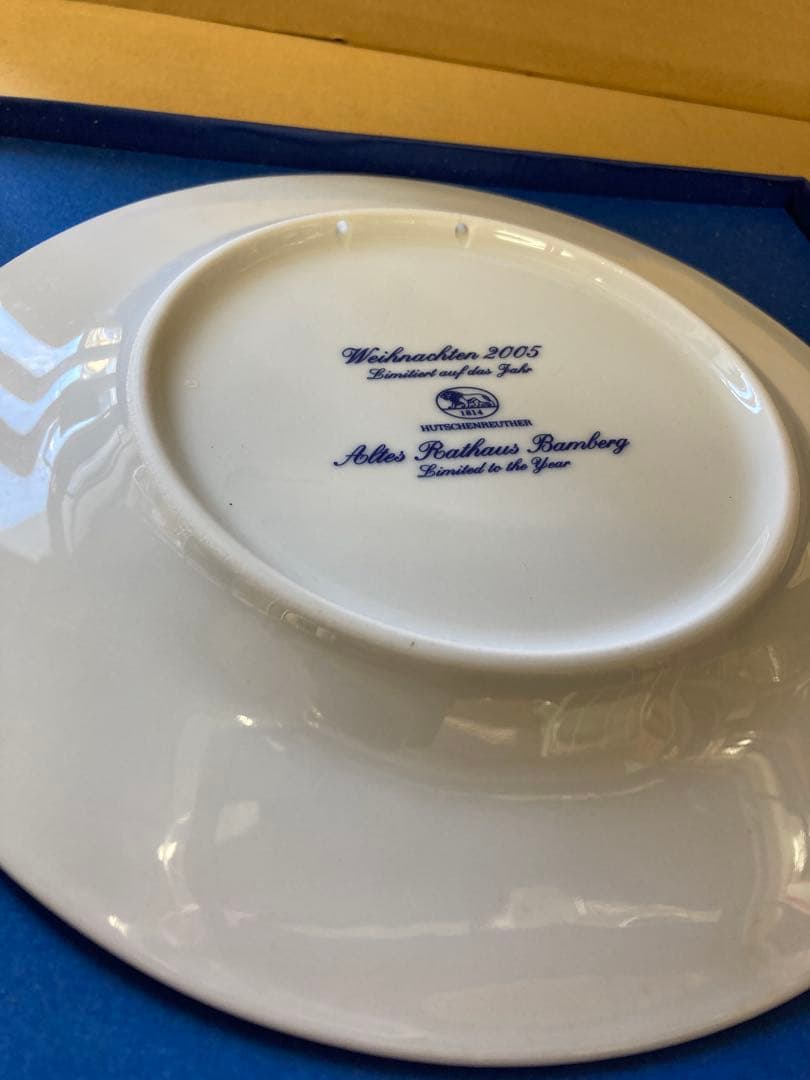 Weihnachten 2005
Limitiert auf das Jahr
1814
HUTSCHENREUTHER
Altes Rathaus Bamberg
Limited to the Year